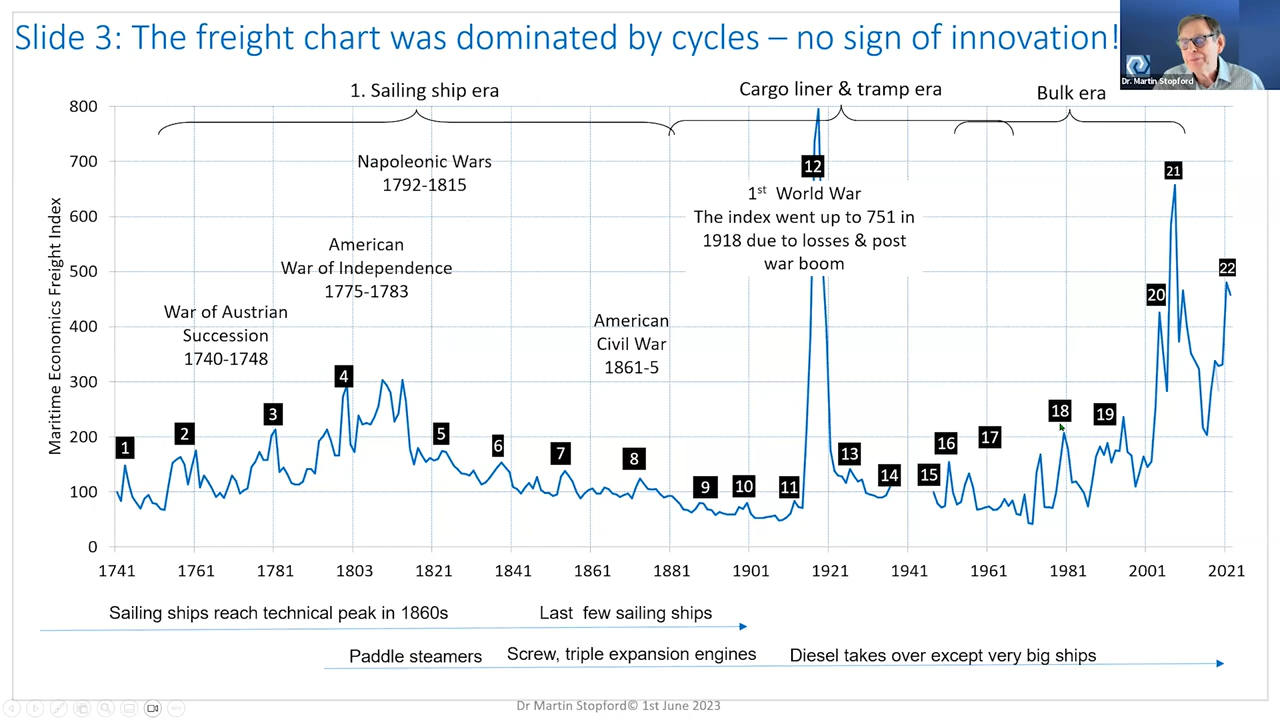 Slide 3: The freight chart was dominated by cycles – no sign of innovation!
Dr. Martin Stopford
1. Sailing ship era
Cargo liner & tramp era
Bulk era
Maritime Economics Freight Index
800
700
600
500
400
300
200
100
0
Napoleonic Wars
1792-1815
American
War of Independence
1775-1783
War of Austrian
Succession
1740-1748
American
Civil War
1861-5
1st World War
The index went up to 751 in
1918 due to losses & post
war boom
1
2
3
4
5
6
7
8
9
10
11
12
13
14
15
16
17
18
19
20
21
22
1741
1761
1781
1803
1821
1841
1861
1881
1901
1921
1941
1961
1981
2001
2021
Sailing ships reach technical peak in 1860s
Last few sailing ships
Paddle steamers
Screw, triple expansion engines
Diesel takes over except very big ships
Dr Martin Stopford© 1st June 2023